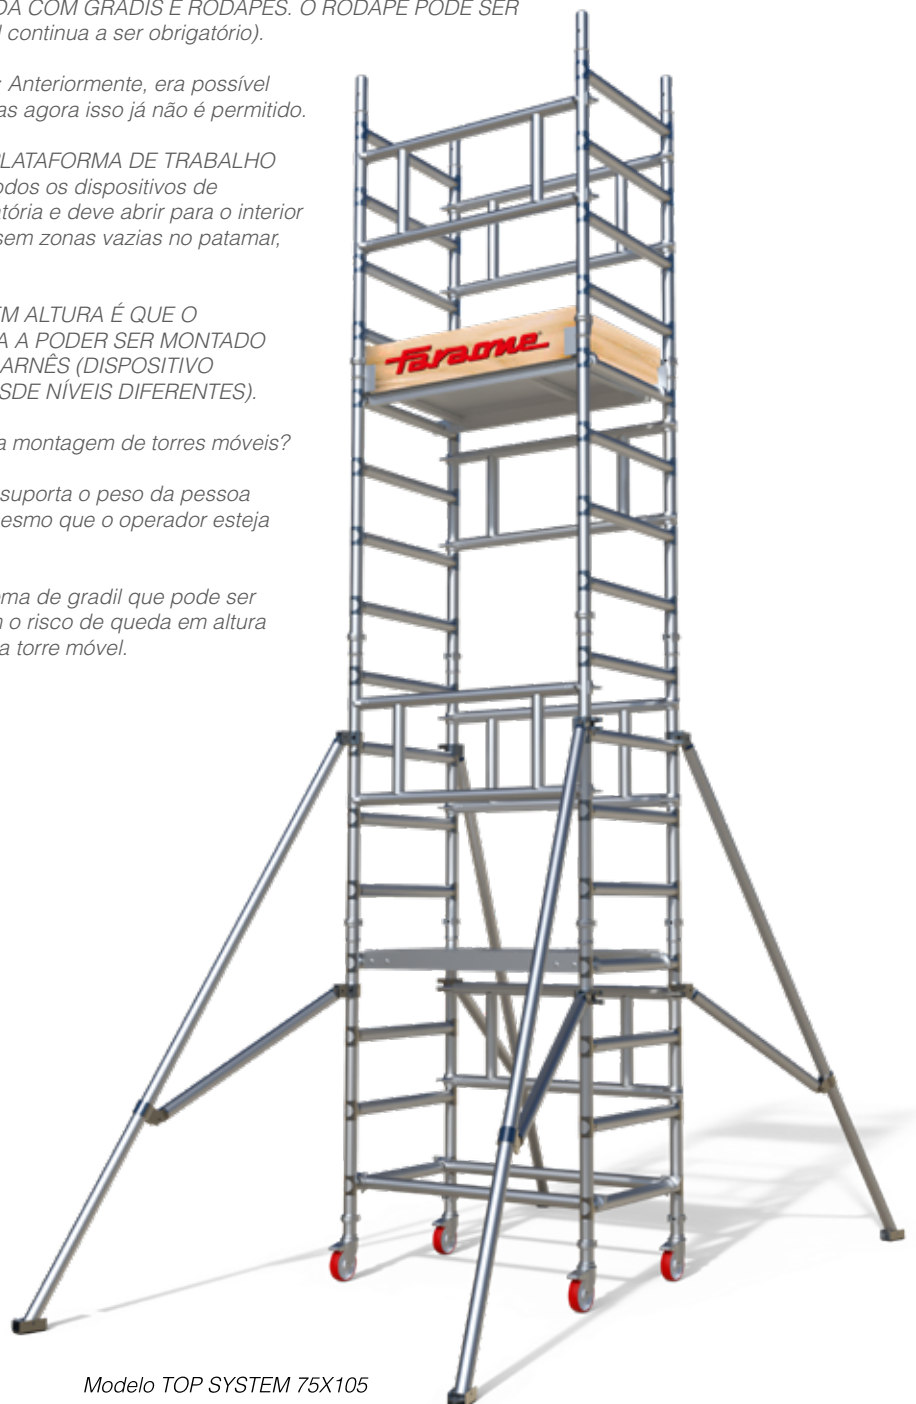 DA COM GRADIS E RODAPÉS. O RODAPÉ PODE SER
l continua a ser obrigatório).
: Anteriormente, era possível
as agora isso já não é permitido.
PLATAFORMA DE TRABALHO
odos os dispositivos de
atória e deve abrir para o interior
sem zonas vazias no patamar,
EM ALTURA É QUE O
A A PODER SER MONTADO
ARNÊS (DISPOSITIVO
SDE NÍVEIS DIFERENTES).
a montagem de torres móveis?
suporta o peso da pessoa
esmo que o operador esteja
ema de gradil que pode ser
n o risco de queda em altura
a torre móvel.
faraone
Modelo TOP SYSTEM 75X105